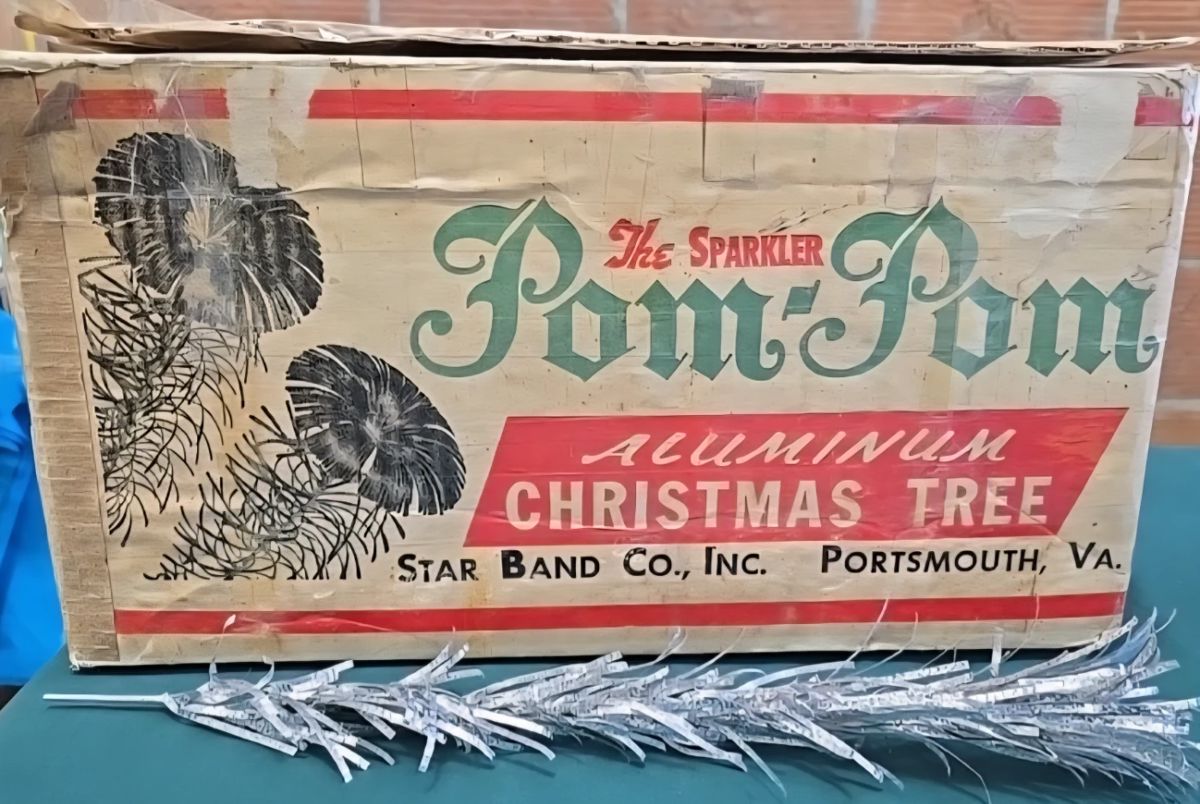 The SPARKLER
Pom-Pom
ALUMINUM
CHRISTMAS TREE
STAR BAND CO., INC. PORTSMOUTH, VA.